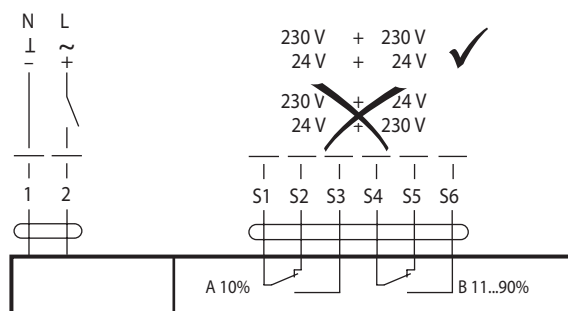 N L
⊥ ~
− +
230 V + 230 V
24 V + 24 V
230 V + 24 V
24 V + 230 V
1 2 S1 S2 S3 S4 S5 S6
A 10% B 11...90%